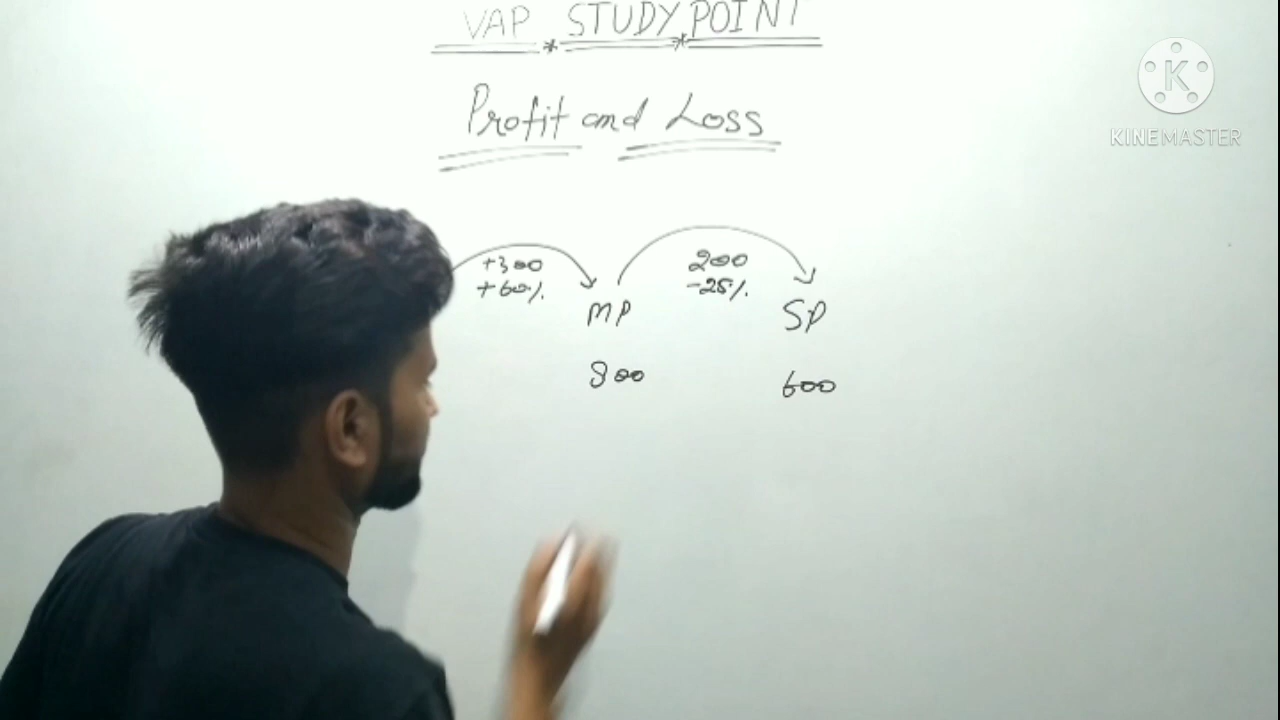 VAP * STUDY * POINT
Profit and Loss
+300
+60%
200
-25%
MP
SP
800
600
K
KINEMASTER